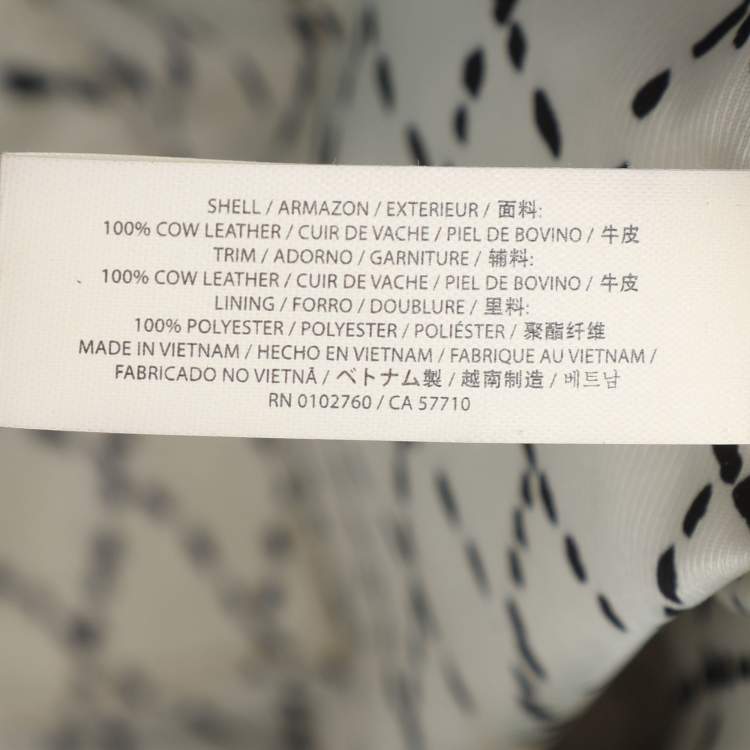 SHELL / ARMAZON / EXTERIEUR / 面料:
100% COW LEATHER / CUIR DE VACHE / PIEL DE BOVINO / 牛皮
TRIM / ADORNO / GARNITURE / 辅料:
100% COW LEATHER / CUIR DE VACHE / PIEL DE BOVINO / 牛皮
LINING / FORRO / DOUBLURE / 里料:
100% POLYESTER / POLYESTER / POLIÉSTER / 聚酯纤维
MADE IN VIETNAM / HECHO EN VIETNAM / FABRIQUE AU VIETNAM /
FABRICADO NO VIETNÃ / ベトナム製 / 越南制造 / 베트남
RN 0102760 / CA 57710